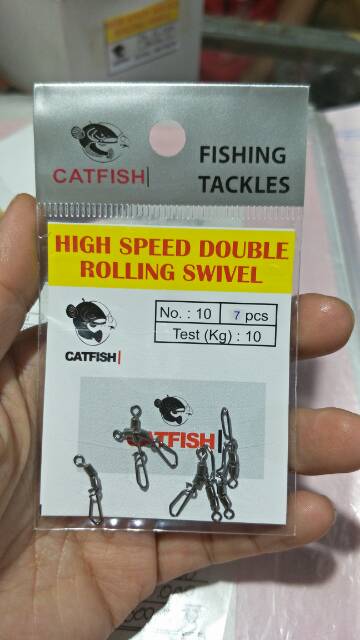 CATFISH
FISHING
TACKLES
HIGH SPEED DOUBLE
ROLLING SWIVEL
No. : 10 7 pcs
Test (Kg) : 10
CATFISH
CATFISH